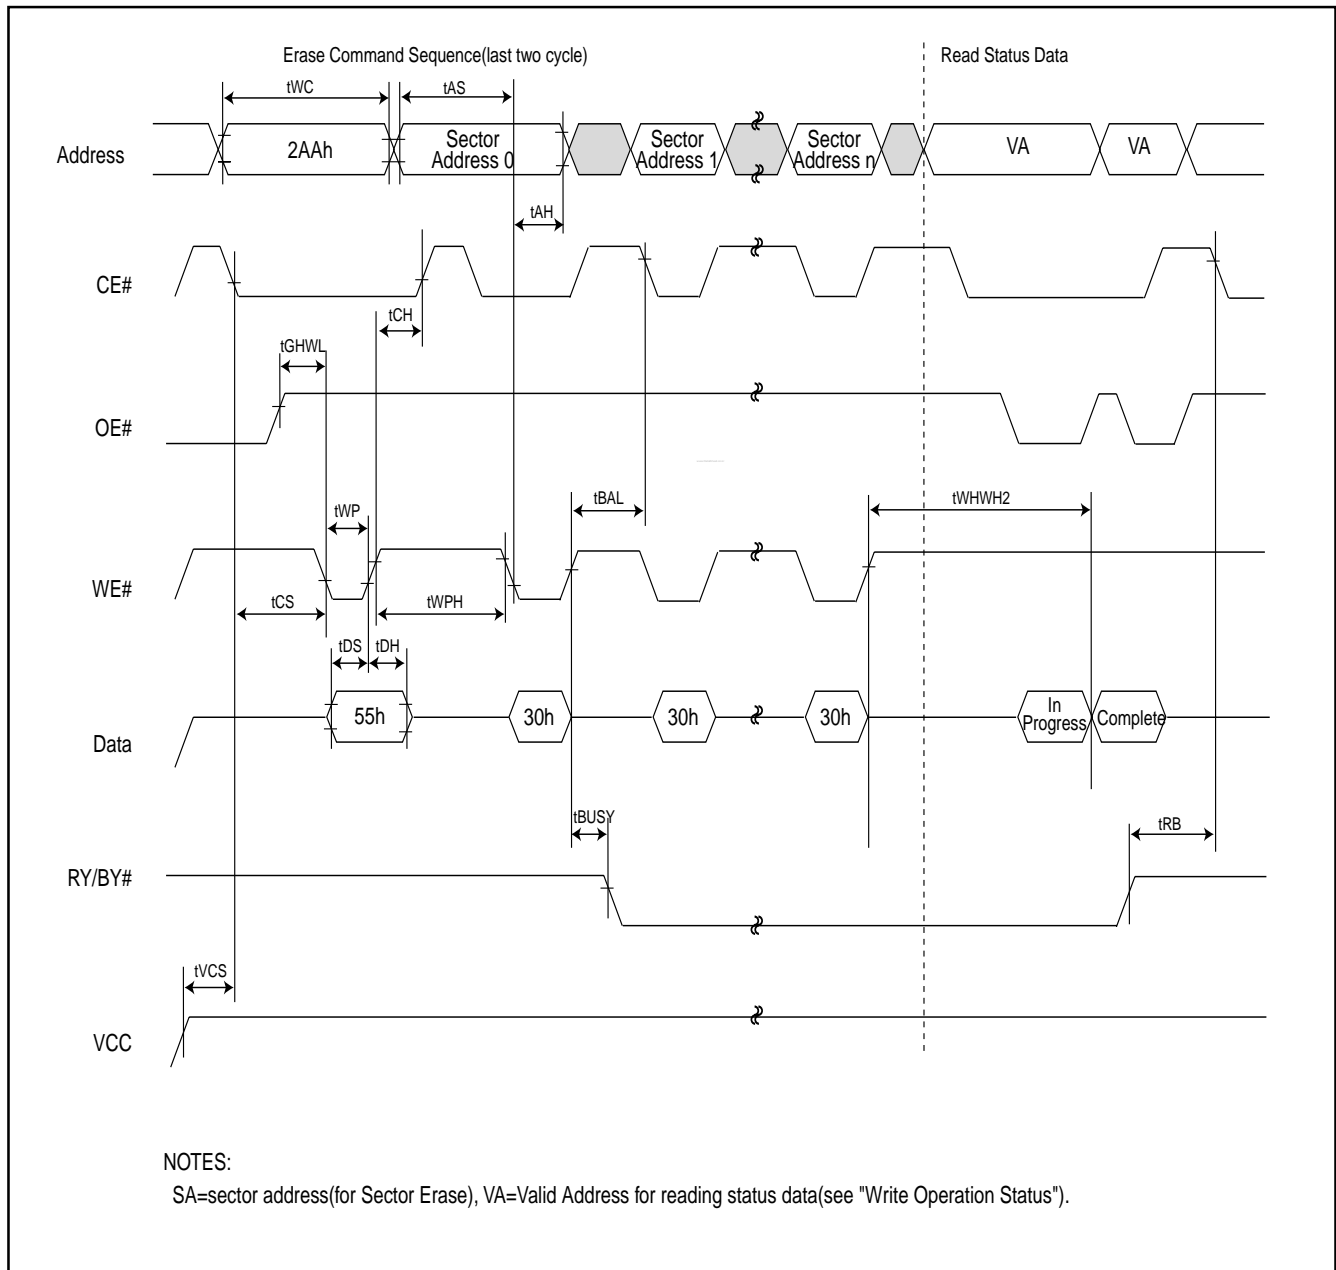 Erase Command Sequence(last two cycle)
Read Status Data
tWC
tAS
Address
2AAh
Sector
Address 0
Sector
Address 1
Sector
Address n
VA
VA
tAH
CE#
tCH
tGHWL
OE#
tWP
tBAL
tWHWH2
WE#
tCS
tWPH
tDS
tDH
Data
55h
30h
30h
30h
In
Progress
Complete
tBUSY
tRB
RY/BY#
tVCS
VCC
NOTES:
SA=sector address(for Sector Erase), VA=Valid Address for reading status data(see "Write Operation Status").